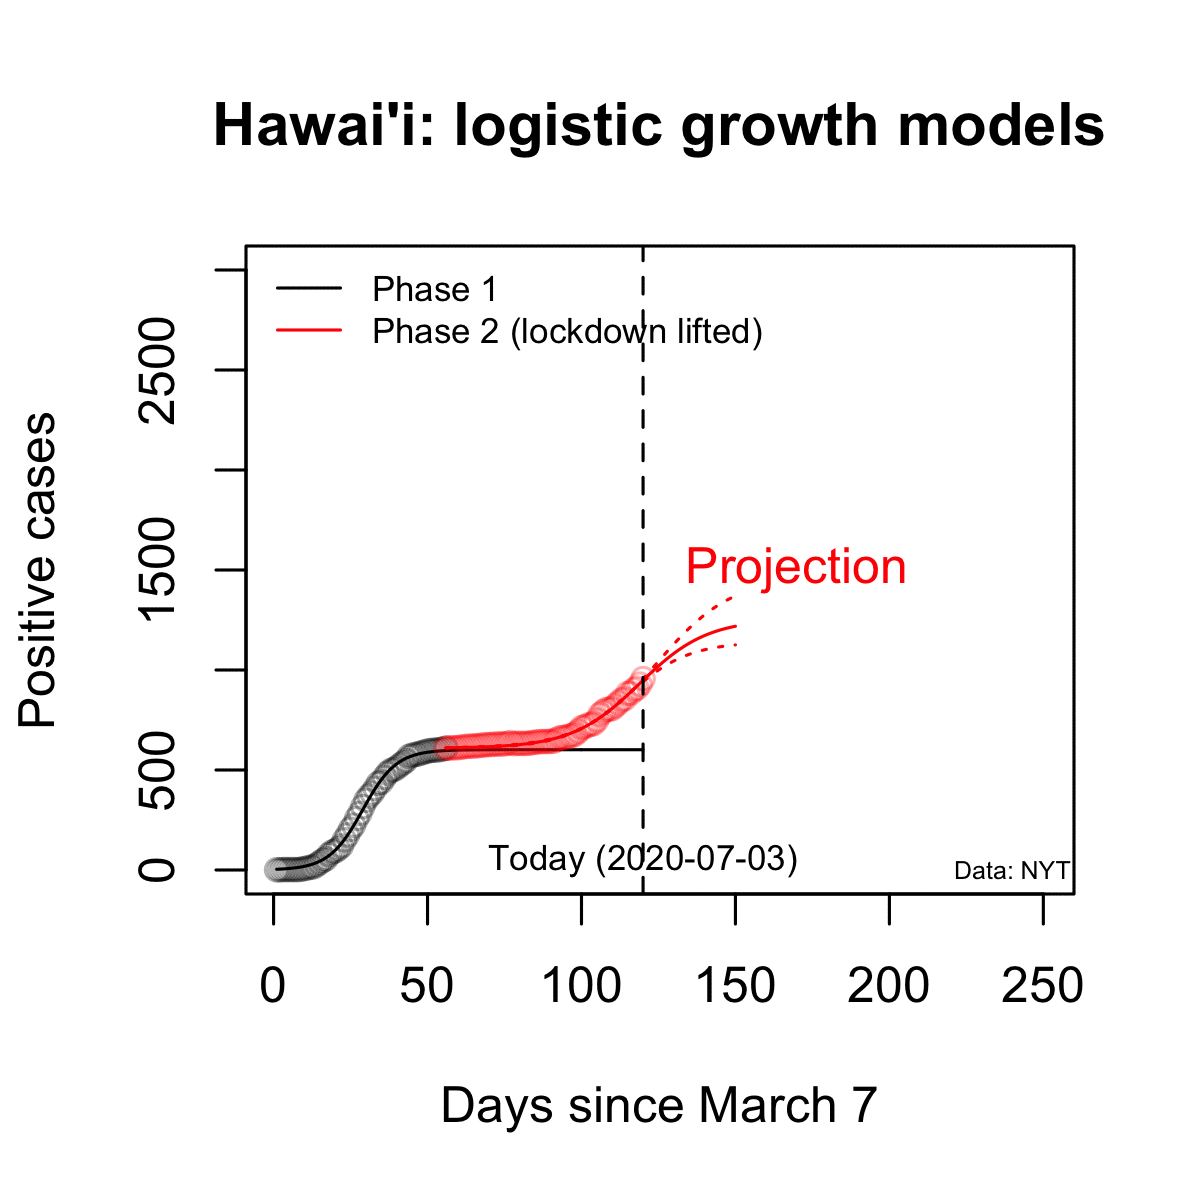 Hawai'i: logistic growth models
Phase 1
Phase 2 (lockdown lifted)
Projection
Today (2020-07-03)
Data: NYT
Positive cases
0
500
1500
2500
0
50
100
150
200
250
Days since March 7